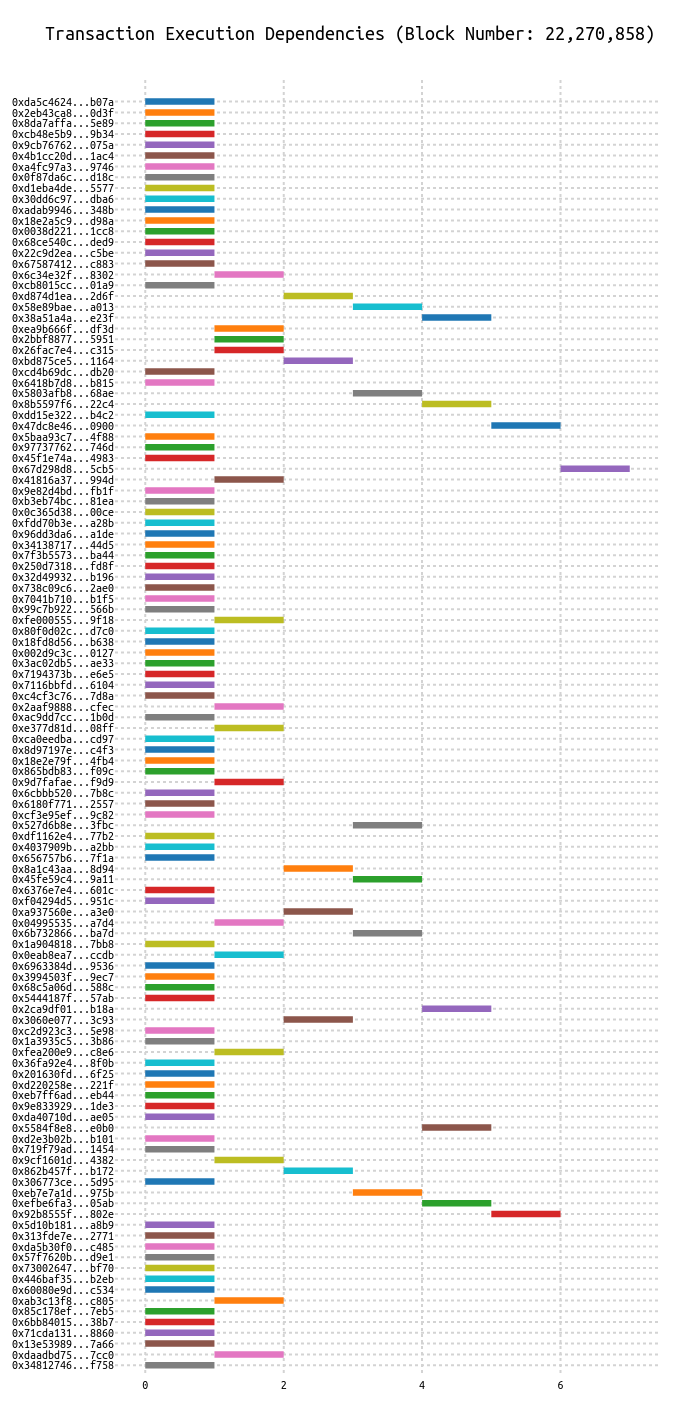 Transaction Execution Dependencies (Block Number: 22,270,858)
0xda5c4624...b07a
0x2eb43ca8...0d3f
0x8da7affa...5e89
0xcb48e5b9...9b34
0x9cb76762...075a
0x4b1cc20d...1ac4
0xa4fc97a3...9746
0x0f87da6c...d18c
0xd1eba4de...5577
0x30dd6c97...dba6
0xadab9946...348b
0x18e2a5c9...d98a
0x0038d221...1cc8
0x68ce540c...ded9
0x22c9d2ea...c5be
0x67587412...c883
0x6c34e32f...8302
0xcb8015cc...01a9
0xd874d1ea...2d6f
0x58e89bae...a013
0x38a51a4a...e23f
0xea9b666f...df3d
0x2bbf8877...5951
0x26fac7e4...c315
0xbd875ce5...1164
0xcd4b69dc...db20
0x6418b7d8...b815
0x5803afb8...68ae
0x8b5597f6...22c4
0xdd15e322...b4c2
0x47dc8e46...0900
0x5baa93c7...4f88
0x97737762...746d
0x45f1e74a...4983
0x67d298d8...5cb5
0x41816a37...994d
0x9e82d4bd...fb1f
0xb3eb74bc...81ea
0x0c365d38...00ce
0xfdd70b3e...a28b
0x96dd3da6...a1de
0x34138717...44d5
0x7f3b5573...ba44
0x250d7318...fd8f
0x32d49932...b196
0x738c09c6...2ae0
0x7041b710...b1f5
0x99c7b922...566b
0xfe000555...9f18
0x80f0d02c...d7c0
0x18fd8d56...b638
0x002d9c3c...0127
0x3ac02db5...ae33
0x7194373b...e6e5
0x7116bbfd...6104
0xc4cf3c76...7d8a
0x2aaf9888...cfec
0xac9dd7cc...1b0d
0xe377d81d...08ff
0xca0eedba...cd97
0x8d97197e...c4f3
0x18e2e79f...4fb4
0x865bdb83...f09c
0x9d7fafae...f9d9
0x6cbbb520...7b8c
0x6180f771...2557
0xcf3e95ef...9c82
0x527d6b8e...3fbc
0xdf1162e4...77b2
0x4037909b...a2bb
0x656757b6...7f1a
0x8a1c43aa...8d94
0x45fe59c4...9a11
0x6376e7e4...601c
0xf04294d5...951c
0xa937560e...a3e0
0x04995535...a7d4
0x6b732866...ba7d
0x1a904818...7bb8
0x0eab8ea7...ccdb
0x6963384d...9536
0x3994503f...9ec7
0x68c5a06d...588c
0x5444187f...57ab
0x2ca9df01...b18a
0x3060e077...3c93
0xc2d923c3...5e98
0x1a3935c5...3b86
0xfea200e9...c8e6
0x36fa92e4...8f0b
0x201630fd...6f25
0xd220258e...221f
0xeb7ff6ad...eb44
0x9e833929...1de3
0xda40710d...ae05
0x5584f8e8...e0b0
0xd2e3b02b...b101
0x719f79ad...1454
0x9cf1601d...4382
0x862b457f...b172
0x306773ce...5d95
0xeb7e7a1d...975b
0xefbe6fa3...05ab
0x92b8555f...802e
0x5d10b181...a8b9
0x313fde7e...2771
0xda5b30f0...c485
0x57f7620b...d9e1
0x73002647...bf70
0x446baf35...b2eb
0x60080e9d...c534
0xab3c13f8...c805
0x85c178ef...7eb5
0x6bb84015...38b7
0x71cda131...8860
0x13e53989...7a66
0xdaadbd75...7cc0
0x34812746...f758
0 2 4 6